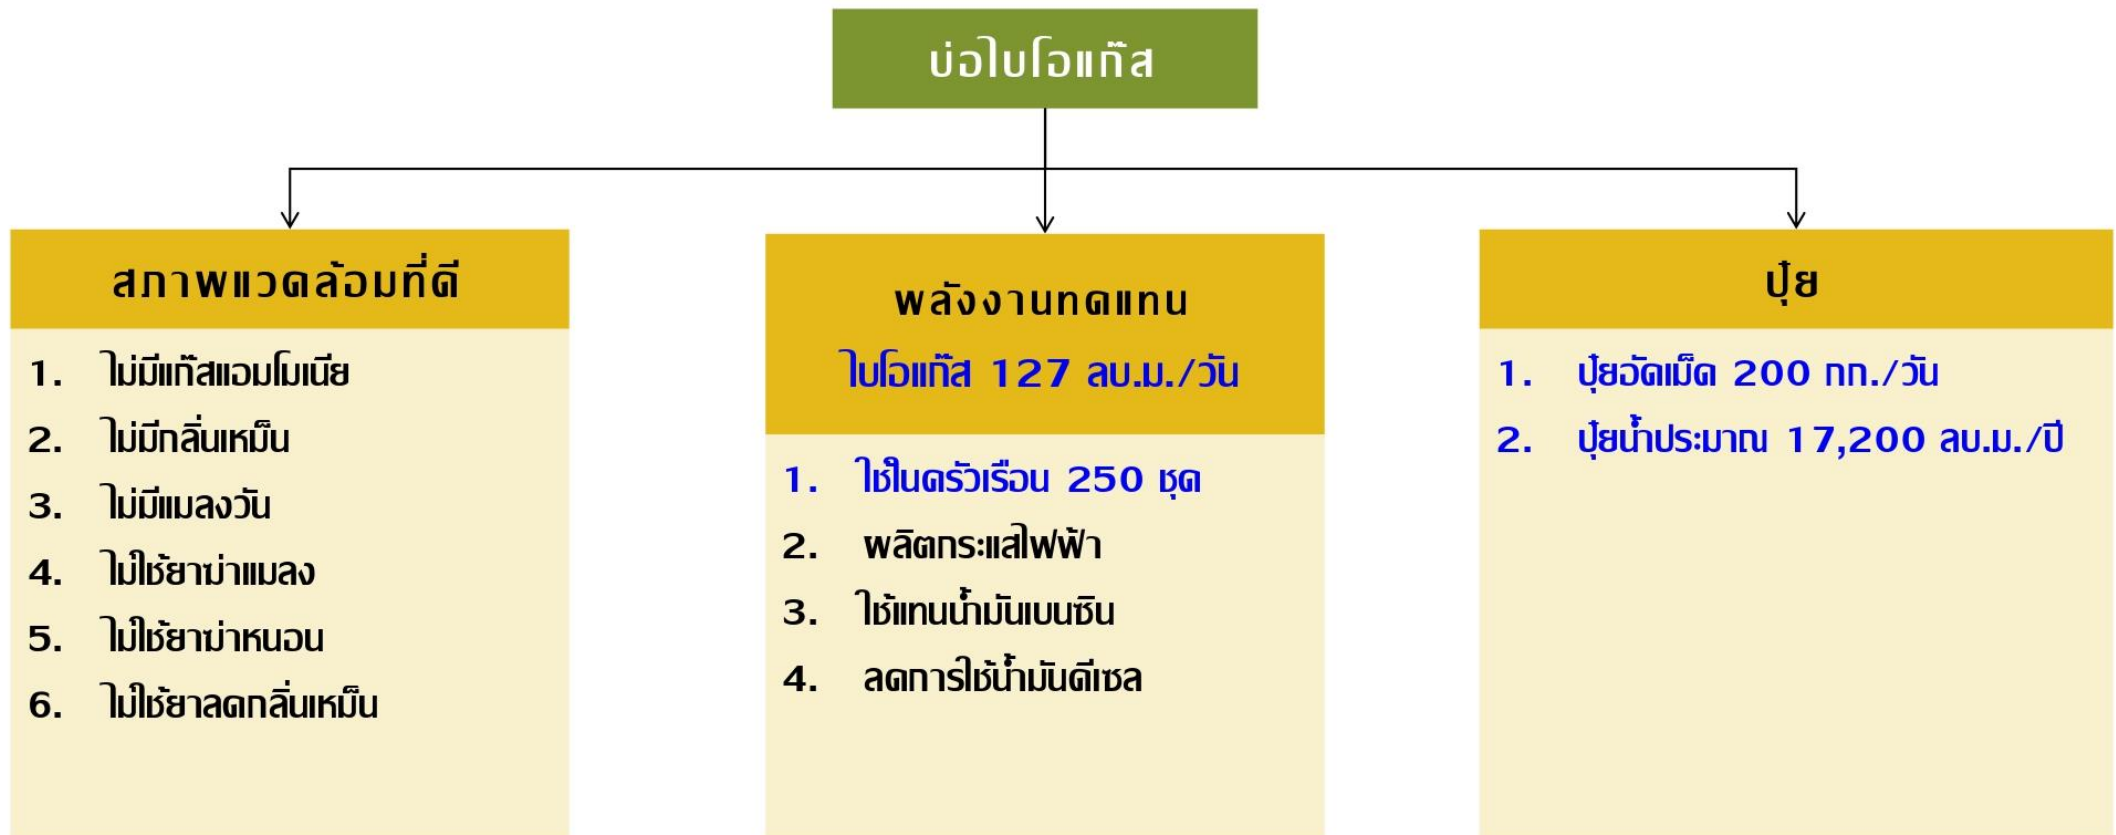 บ่อไบโอแก๊ส
สภาพแวดล้อมที่ดี
1. ไม่มีแก๊สแอมโมเนีย
2. ไม่มีกลิ่นเหม็น
3. ไม่มีแมลงวัน
4. ไม่ใช้ยาฆ่าแมลง
5. ไม่ใช้ยาฆ่าหนอน
6. ไม่ใช้ยาลดกลิ่นเหม็น
พลังงานทดแทน
ไบโอแก๊ส 127 ลบ.ม./วัน
1. ใช้ในครัวเรือน 250 ชุด
2. ผลิตกระแสไฟฟ้า
3. ใช้แทนน้ำมันเบนซิน
4. ลดการใช้น้ำมันดีเซล
ปุ๋ย
1. ปุ๋ยอัดเม็ด 200 กก./วัน
2. ปุ๋ยน้ำประมาณ 17,200 ลบ.ม./ปี